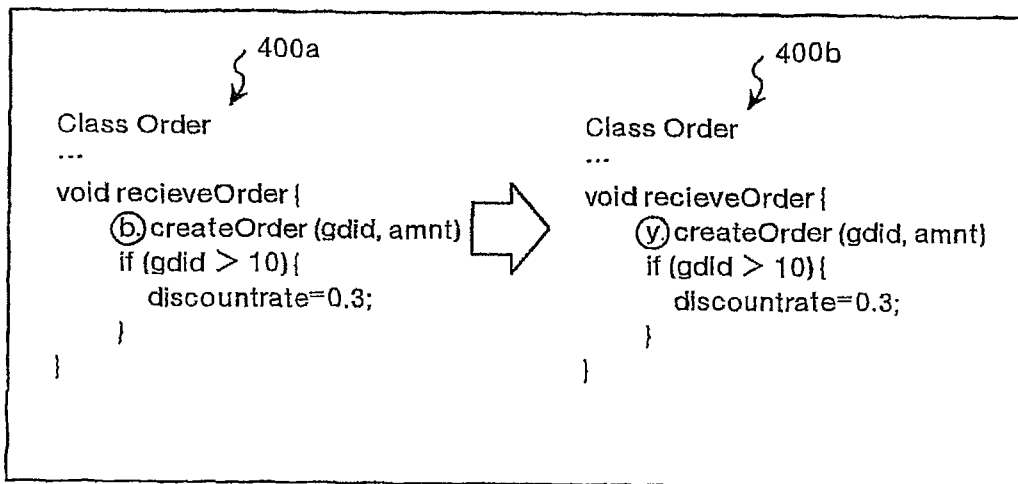 400a
Class Order
...
void recieveOrder{
b.createOrder (gdid, amnt)
if (gdid > 10){
discountrate=0.3;
}
}
400b
Class Order
...
void recieveOrder{
y.createOrder (gdid, amnt)
if (gdid > 10){
discountrate=0.3;
}
}